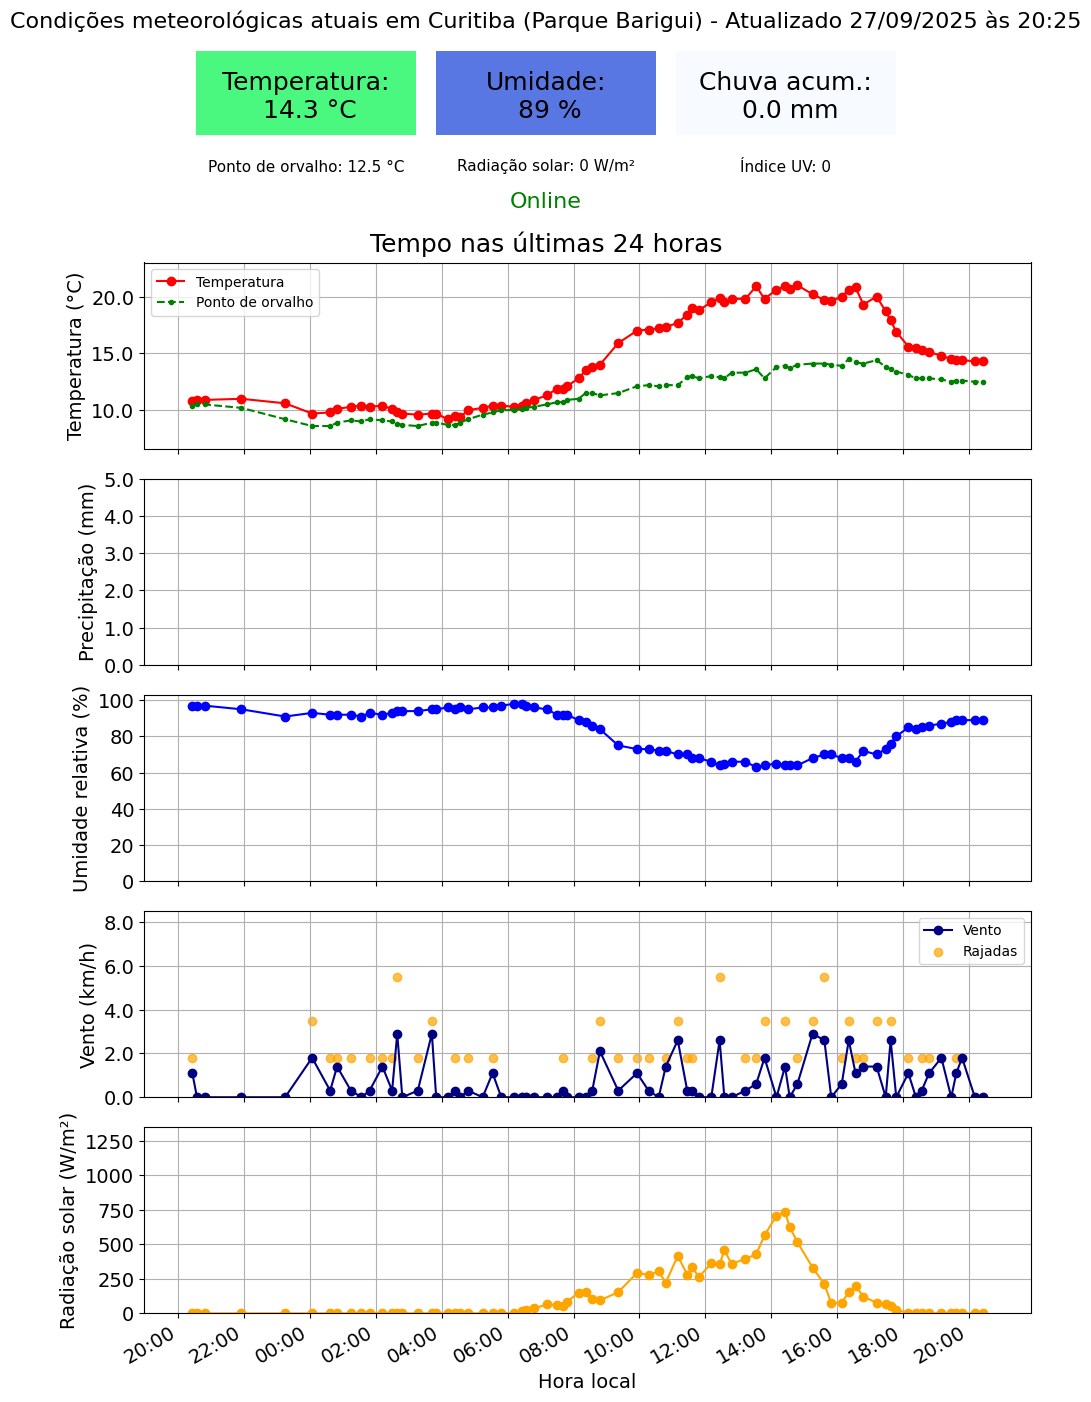 Condições meteorológicas atuais em Curitiba (Parque Barigui) - Atualizado 27/09/2025 às 20:25
Temperatura:
14.3 °C
Umidade:
89 %
Chuva acum.:
0.0 mm
Ponto de orvalho: 12.5 °C
Radiação solar: 0 W/m²
Índice UV: 0
Online
Tempo nas últimas 24 horas
Temperatura (°C)
20.0
15.0
10.0
Temperatura
Ponto de orvalho
Precipitação (mm)
5.0
4.0
3.0
2.0
1.0
0.0
Umidade relativa (%)
100
80
60
40
20
0
Vento (km/h)
8.0
6.0
4.0
2.0
0.0
Vento
Rajadas
Radiação solar (W/m²)
1250
1000
750
500
250
0
20:00
22:00
00:00
02:00
04:00
06:00
08:00
10:00
12:00
14:00
16:00
18:00
20:00
Hora local